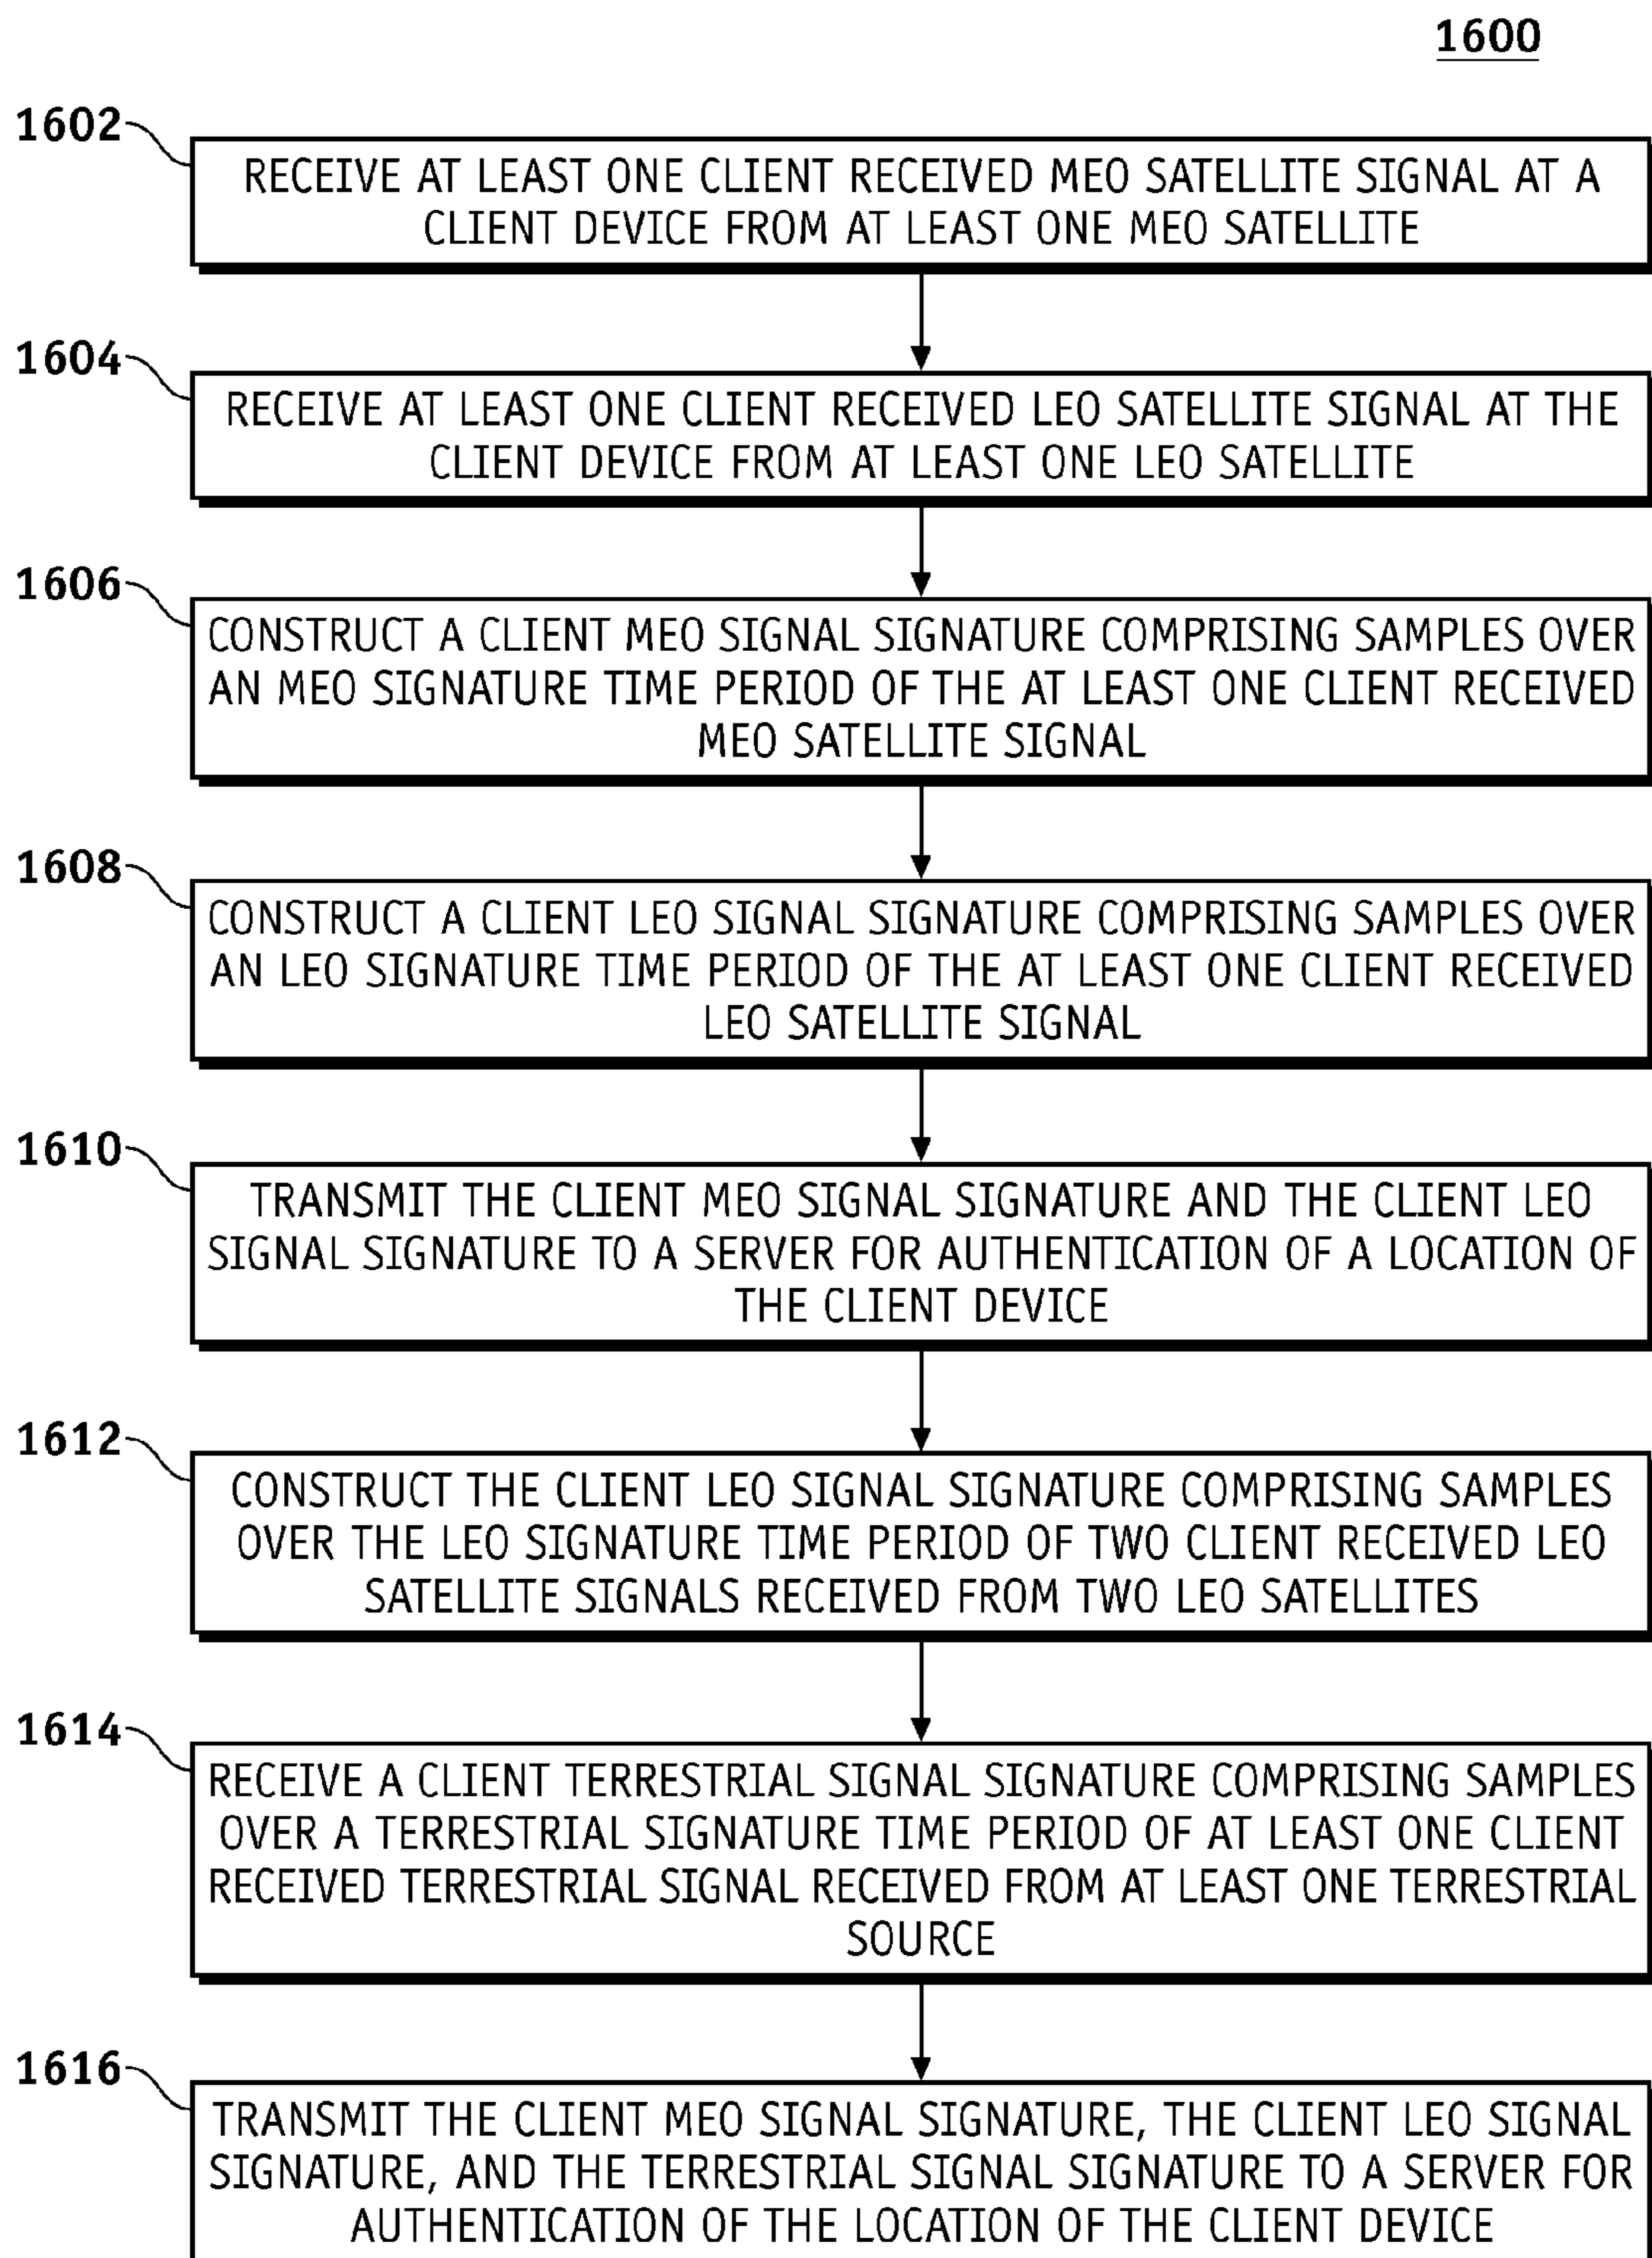 1600
1602
RECEIVE AT LEAST ONE CLIENT RECEIVED MEO SATELLITE SIGNAL AT A
CLIENT DEVICE FROM AT LEAST ONE MEO SATELLITE
1604
RECEIVE AT LEAST ONE CLIENT RECEIVED LEO SATELLITE SIGNAL AT THE
CLIENT DEVICE FROM AT LEAST ONE LEO SATELLITE
1606
CONSTRUCT A CLIENT MEO SIGNAL SIGNATURE COMPRISING SAMPLES OVER
AN MEO SIGNATURE TIME PERIOD OF THE AT LEAST ONE CLIENT RECEIVED
MEO SATELLITE SIGNAL
1608
CONSTRUCT A CLIENT LEO SIGNAL SIGNATURE COMPRISING SAMPLES OVER
AN LEO SIGNATURE TIME PERIOD OF THE AT LEAST ONE CLIENT RECEIVED
LEO SATELLITE SIGNAL
1610
TRANSMIT THE CLIENT MEO SIGNAL SIGNATURE AND THE CLIENT LEO
SIGNAL SIGNATURE TO A SERVER FOR AUTHENTICATION OF A LOCATION OF
THE CLIENT DEVICE
1612
CONSTRUCT THE CLIENT LEO SIGNAL SIGNATURE COMPRISING SAMPLES
OVER THE LEO SIGNATURE TIME PERIOD OF TWO CLIENT RECEIVED LEO
SATELLITE SIGNALS RECEIVED FROM TWO LEO SATELLITES
1614
RECEIVE A CLIENT TERRESTRIAL SIGNAL SIGNATURE COMPRISING SAMPLES
OVER A TERRESTRIAL SIGNATURE TIME PERIOD OF AT LEAST ONE CLIENT
RECEIVED TERRESTRIAL SIGNAL RECEIVED FROM AT LEAST ONE TERRESTRIAL
SOURCE
1616
TRANSMIT THE CLIENT MEO SIGNAL SIGNATURE, THE CLIENT LEO SIGNAL
SIGNATURE, AND THE TERRESTRIAL SIGNAL SIGNATURE TO A SERVER FOR
AUTHENTICATION OF THE LOCATION OF THE CLIENT DEVICE